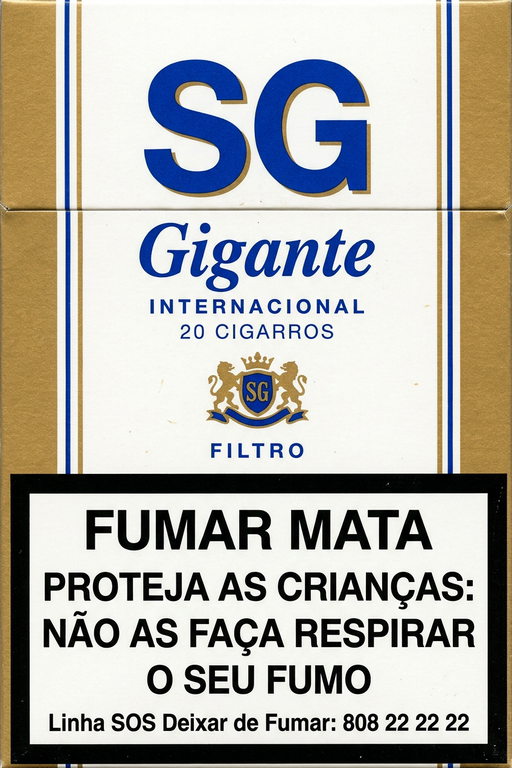 SG
Gigante
INTERNACIONAL
20 CIGARROS
SG
FILTRO
FUMAR MATA
PROTEJA AS CRIANÇAS:
NÃO AS FAÇA RESPIRAR
O SEU FUMO
Linha SOS Deixar de Fumar: 808 22 22 22